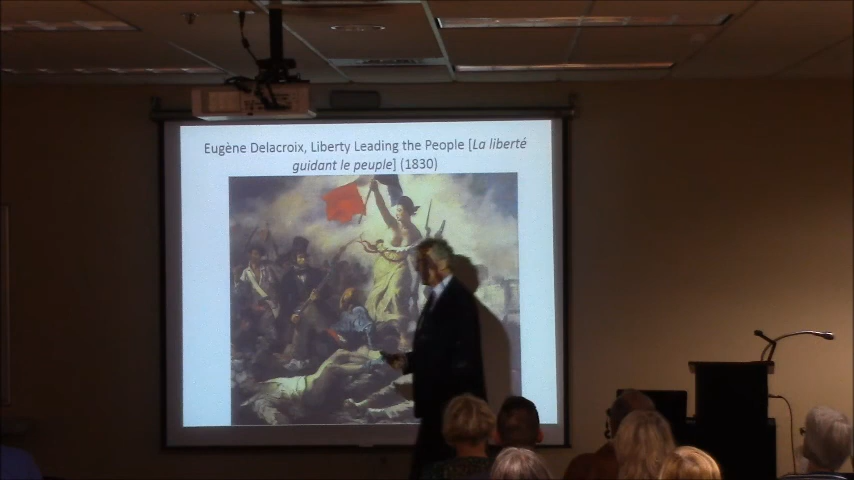 Eugène Delacroix, Liberty Leading the People [La liberté
guidant le peuple] (1830)